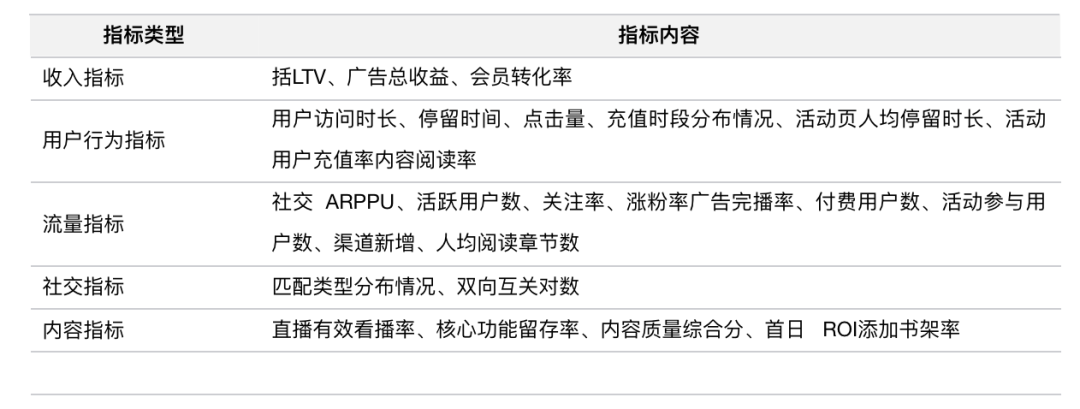 指标类型 指标内容
收入指标 括LTV、广告总收益、会员转化率
用户行为指标 用户访问时长、停留时间、点击量、充值时段分布情况、活动页人均停留时长、活动
用户充值率内容阅读率
流量指标 社交 ARPPU、活跃用户数、关注率、涨粉率广告完播率、付费用户数、活动参与用
户数、渠道新增、人均阅读章节数
社交指标 匹配类型分布情况、双向互关对数
内容指标 直播有效看播率、核心功能留存率、内容质量综合分、首日 ROI添加书架率